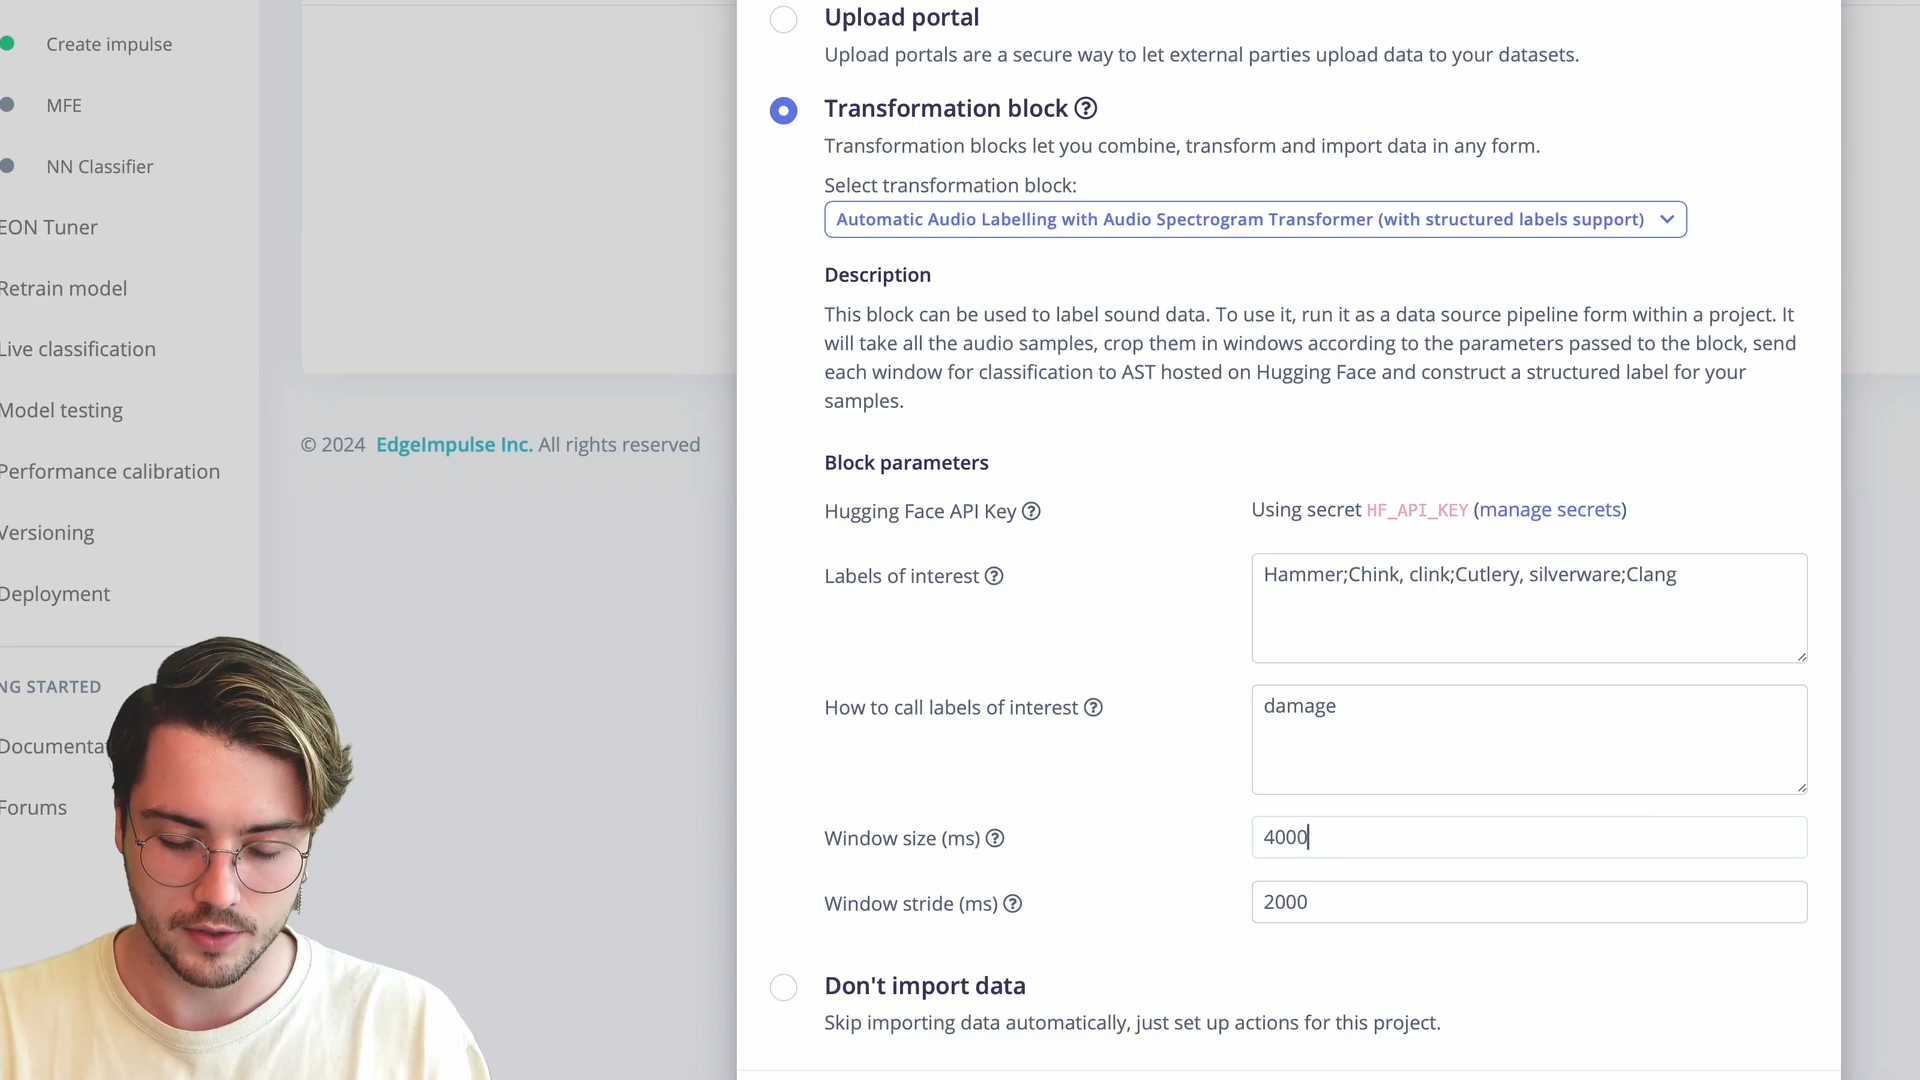 Create impulse
MFE
NN Classifier
EON Tuner
Retrain model
Live classification
Model testing
Performance calibration
Versioning
Deployment
NG STARTED
Documenta
Forums
© 2024 EdgeImpulse Inc. All rights reserved
Upload portal
Upload portals are a secure way to let external parties upload data to your datasets.
Transformation block ?
Transformation blocks let you combine, transform and import data in any form.
Select transformation block:
Automatic Audio Labelling with Audio Spectrogram Transformer (with structured labels support)
Description
This block can be used to label sound data. To use it, run it as a data source pipeline form within a project. It
will take all the audio samples, crop them in windows according to the parameters passed to the block, send
each window for classification to AST hosted on Hugging Face and construct a structured label for your
samples.
Block parameters
Hugging Face API Key ? Using secret HF_API_KEY (manage secrets)
Labels of interest ? Hammer;Chink, clink;Cutlery, silverware;Clang
How to call labels of interest ? damage
Window size (ms) ? 4000
Window stride (ms) ? 2000
Don't import data
Skip importing data automatically, just set up actions for this project.